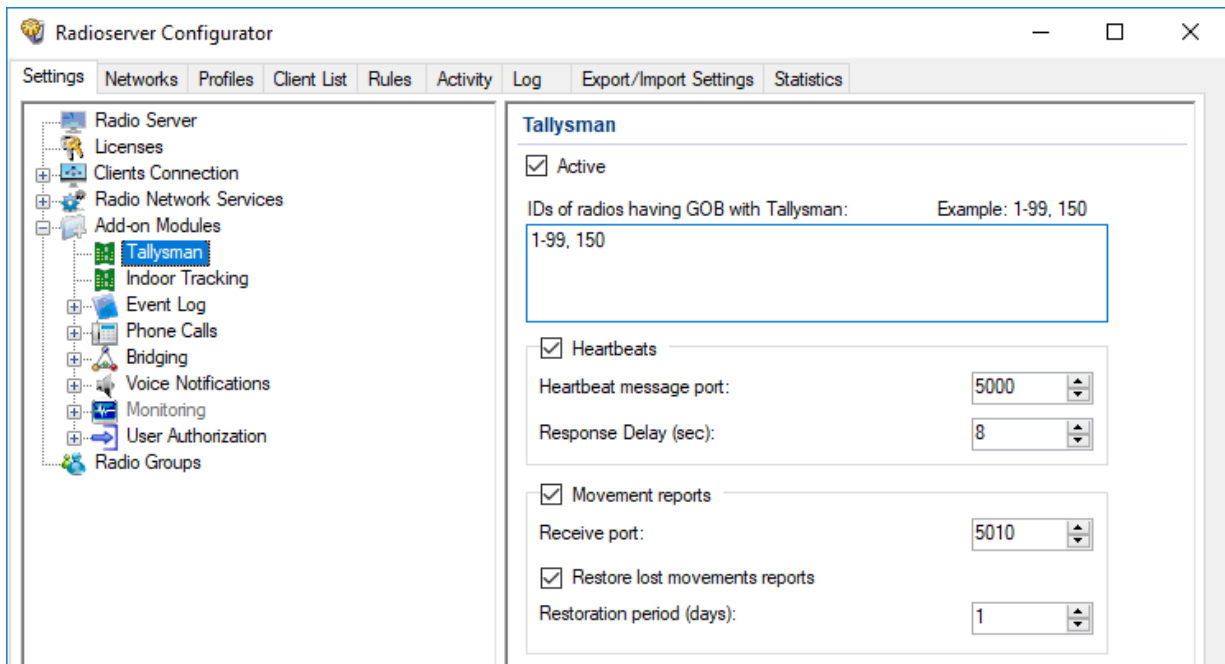 Radioserver Configurator
Settings Networks Profiles Client List Rules Activity Log Export/Import Settings Statistics
Radio Server
Licenses
Clients Connection
Radio Network Services
Add-on Modules
Tallysman
Indoor Tracking
Event Log
Phone Calls
Bridging
Voice Notifications
Monitoring
User Authorization
Radio Groups
Tallysman
Active
IDs of radios having GOB with Tallysman: Example: 1-99, 150
1-99, 150
Heartbeats
Heartbeat message port: 5000
Response Delay (sec): 8
Movement reports
Receive port: 5010
Restore lost movements reports
Restoration period (days): 1